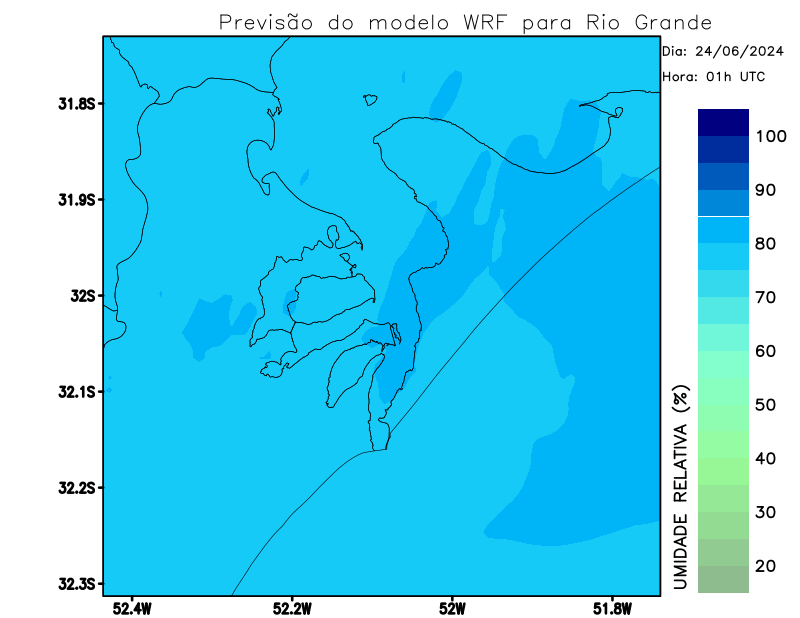 Previsão do modelo WRF para Rio Grande
Dia: 24/06/2024
Hora: 01h UTC
31.8S
31.9S
32S
32.1S
32.2S
32.3S
52.4W
52.2W
52W
51.8W
100
90
80
70
60
50
40
30
20
UMIDADE RELATIVA (%)